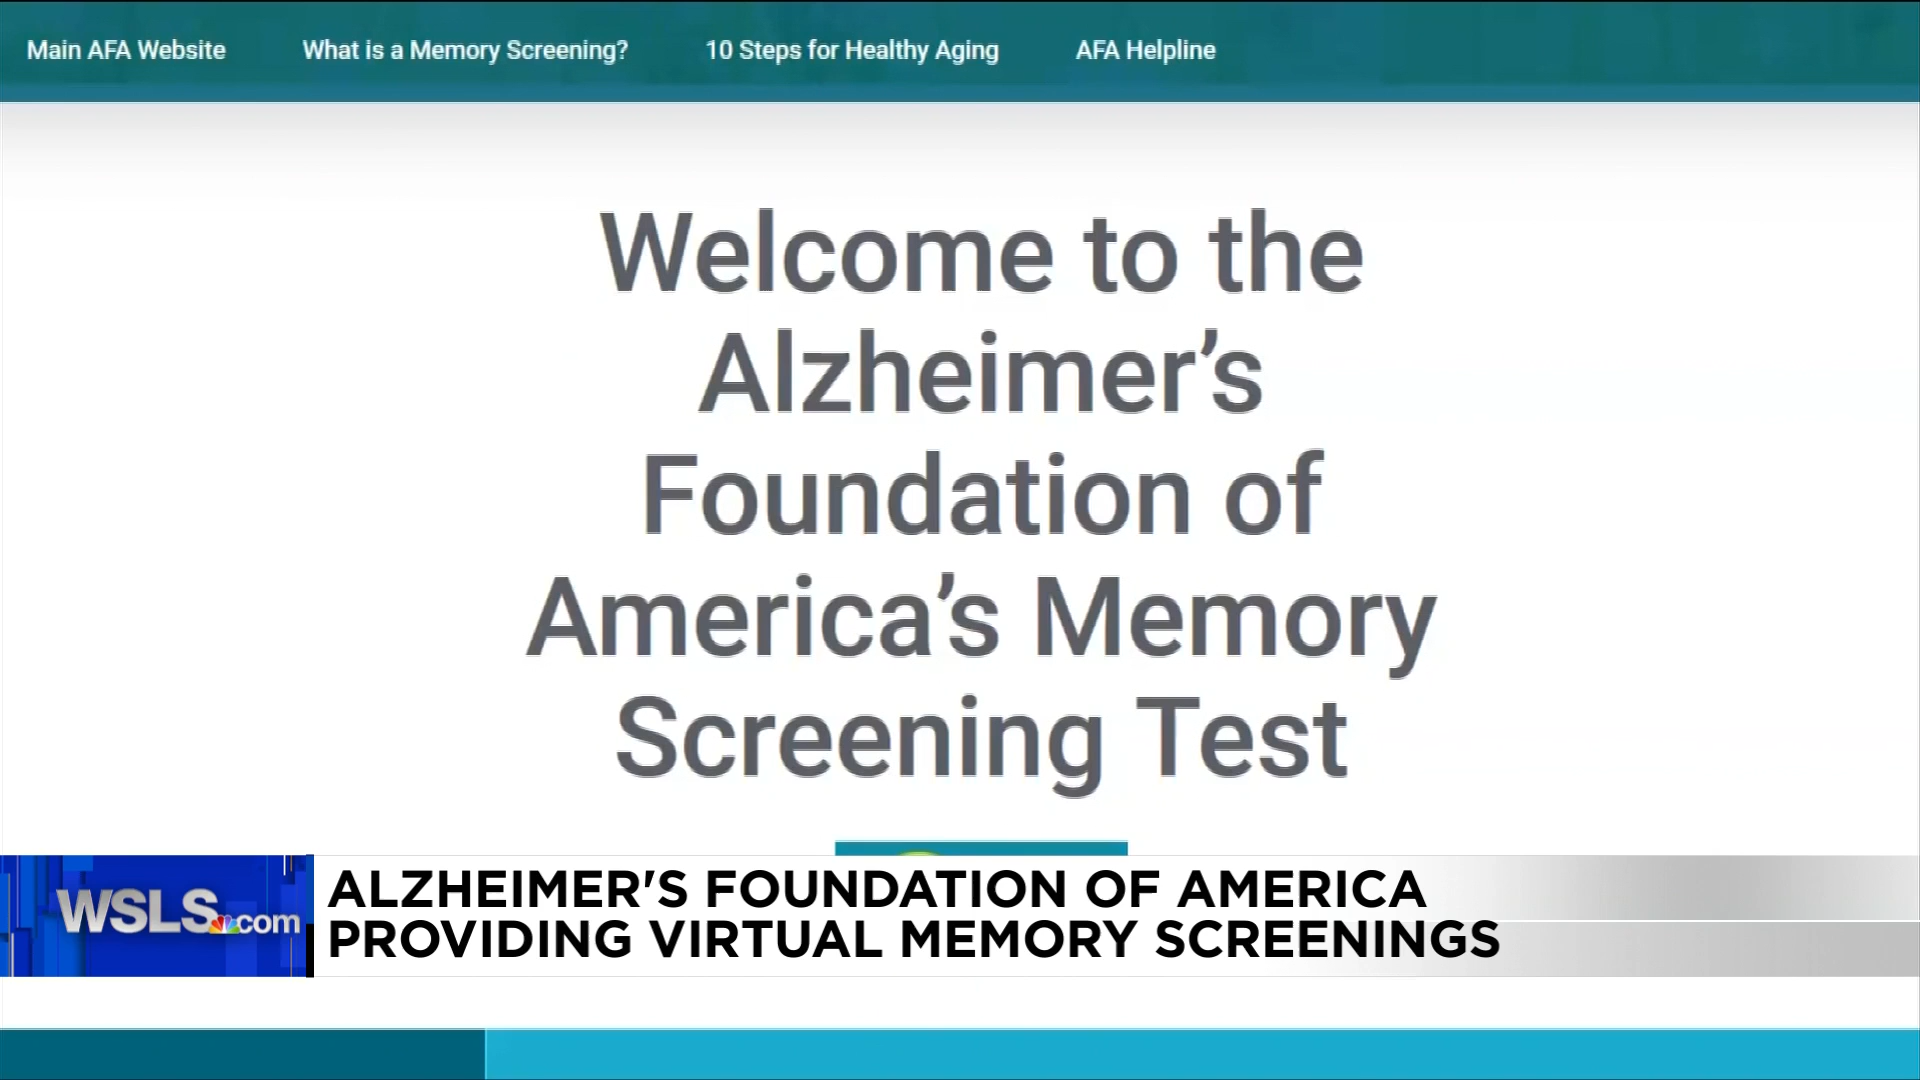 Main AFA Website What is a Memory Screening? 10 Steps for Healthy Aging AFA Helpline
Welcome to the
Alzheimer’s
Foundation of
America’s Memory
Screening Test
WSLS.com
ALZHEIMER'S FOUNDATION OF AMERICA
PROVIDING VIRTUAL MEMORY SCREENINGS